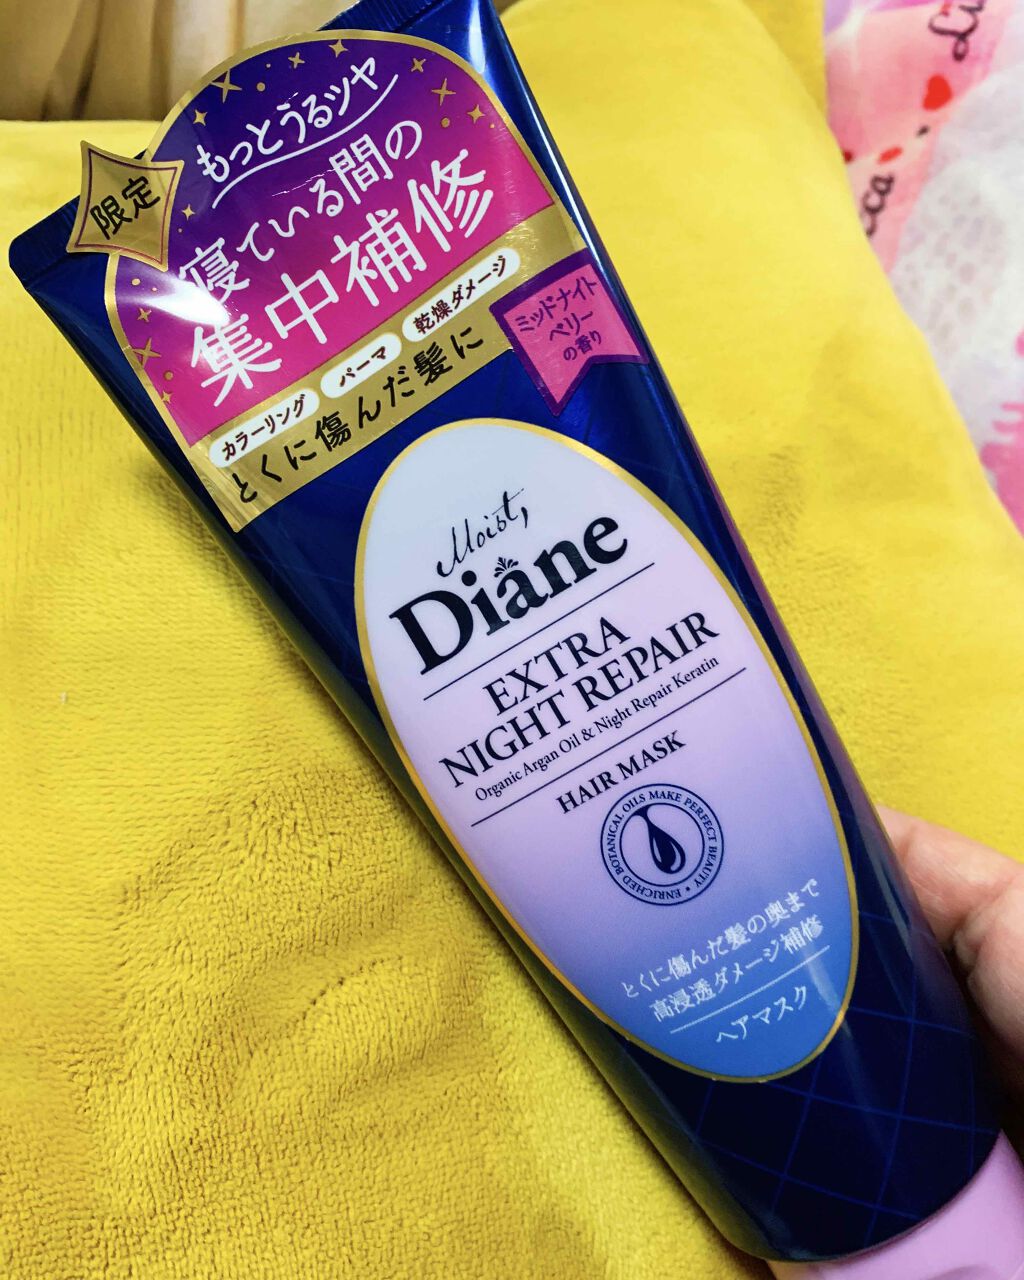 もっとうるツヤ
限定
寝ている間の
集中補修
カラーリング パーマ 乾燥ダメージ
とくに傷んだ髪に
ミッドナイト
ベリー
の香り
Moist,
Diane
EXTRA
NIGHT REPAIR
Organic Argan Oil & Night Repair Keratin
HAIR MASK
ENRICHED BOTANICAL OILS MAKE PERFECT BEAUTY
とくに傷んだ髪の奥まで
高浸透ダメージ補修
ヘアマスク